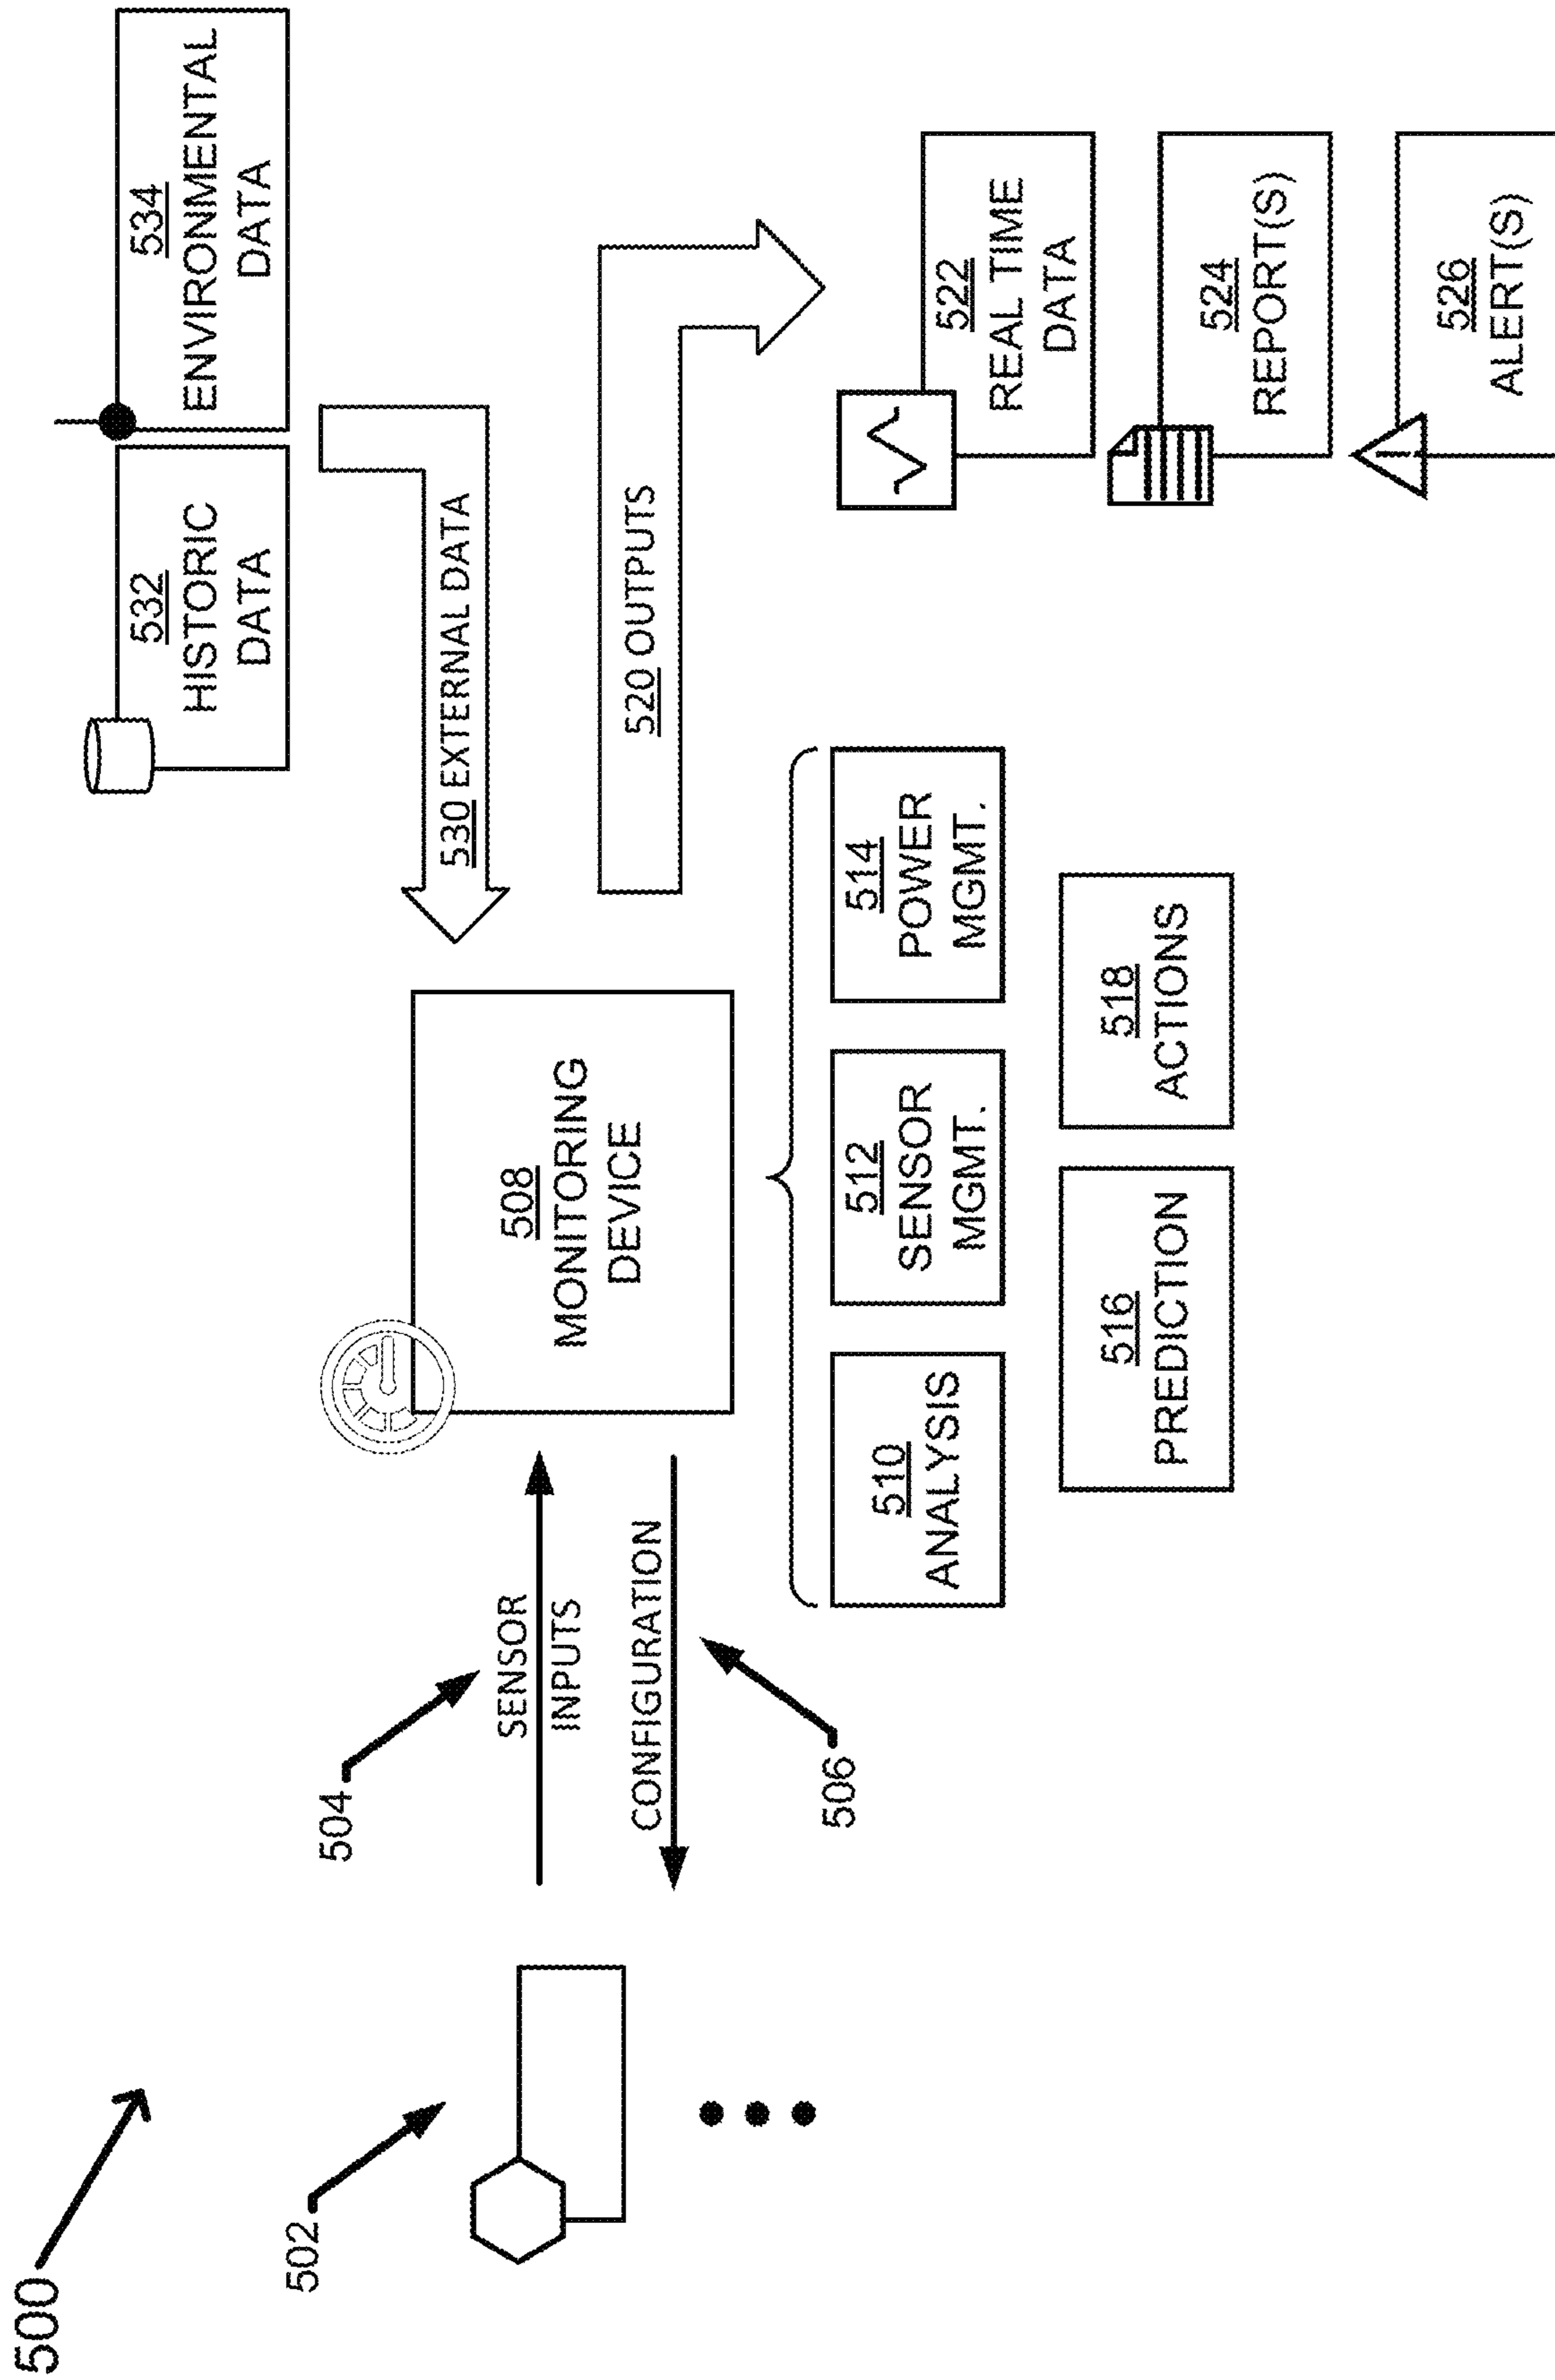 500
502
504
SENSOR
INPUTS
CONFIGURATION
506
508
MONITORING
DEVICE
510
ANALYSIS
512
SENSOR
MGMT.
514
POWER
MGMT.
516
PREDICTION
518
ACTIONS
532
HISTORIC
DATA
534
ENVIRONMENTAL
DATA
530 EXTERNAL DATA
520 OUTPUTS
522
REAL TIME
DATA
524
REPORT(S)
526
ALERT(S)